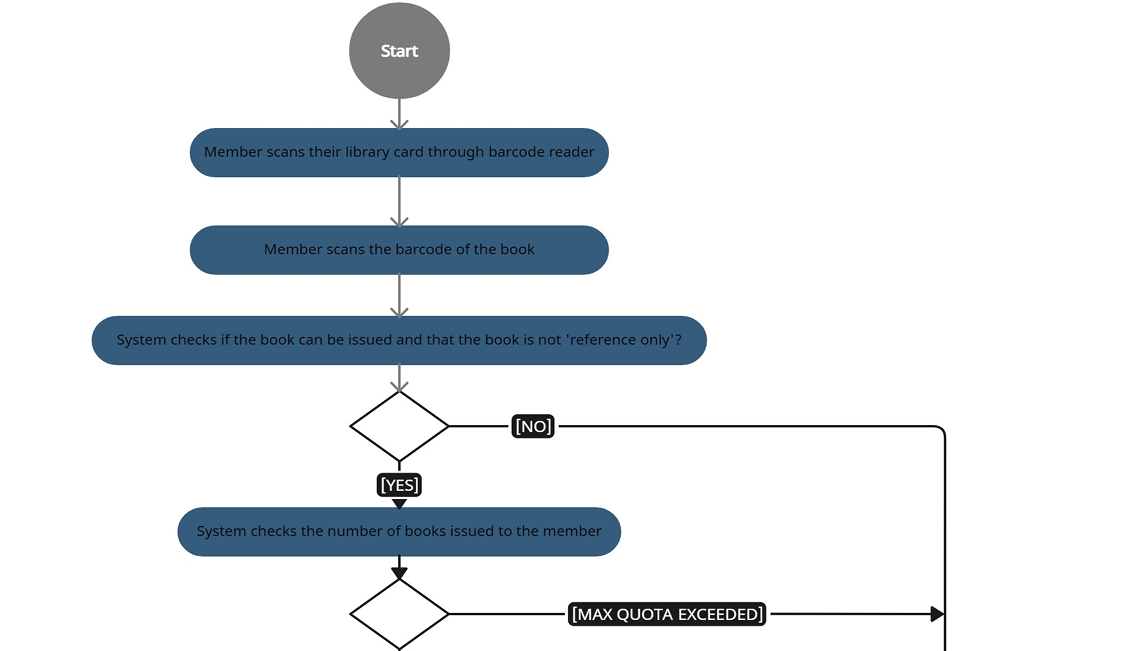 Start
Member scans their library card through barcode reader
Member scans the barcode of the book
System checks if the book can be issued and that the book is not 'reference only'?
[NO]
[YES]
System checks the number of books issued to the member
[MAX QUOTA EXCEEDED]